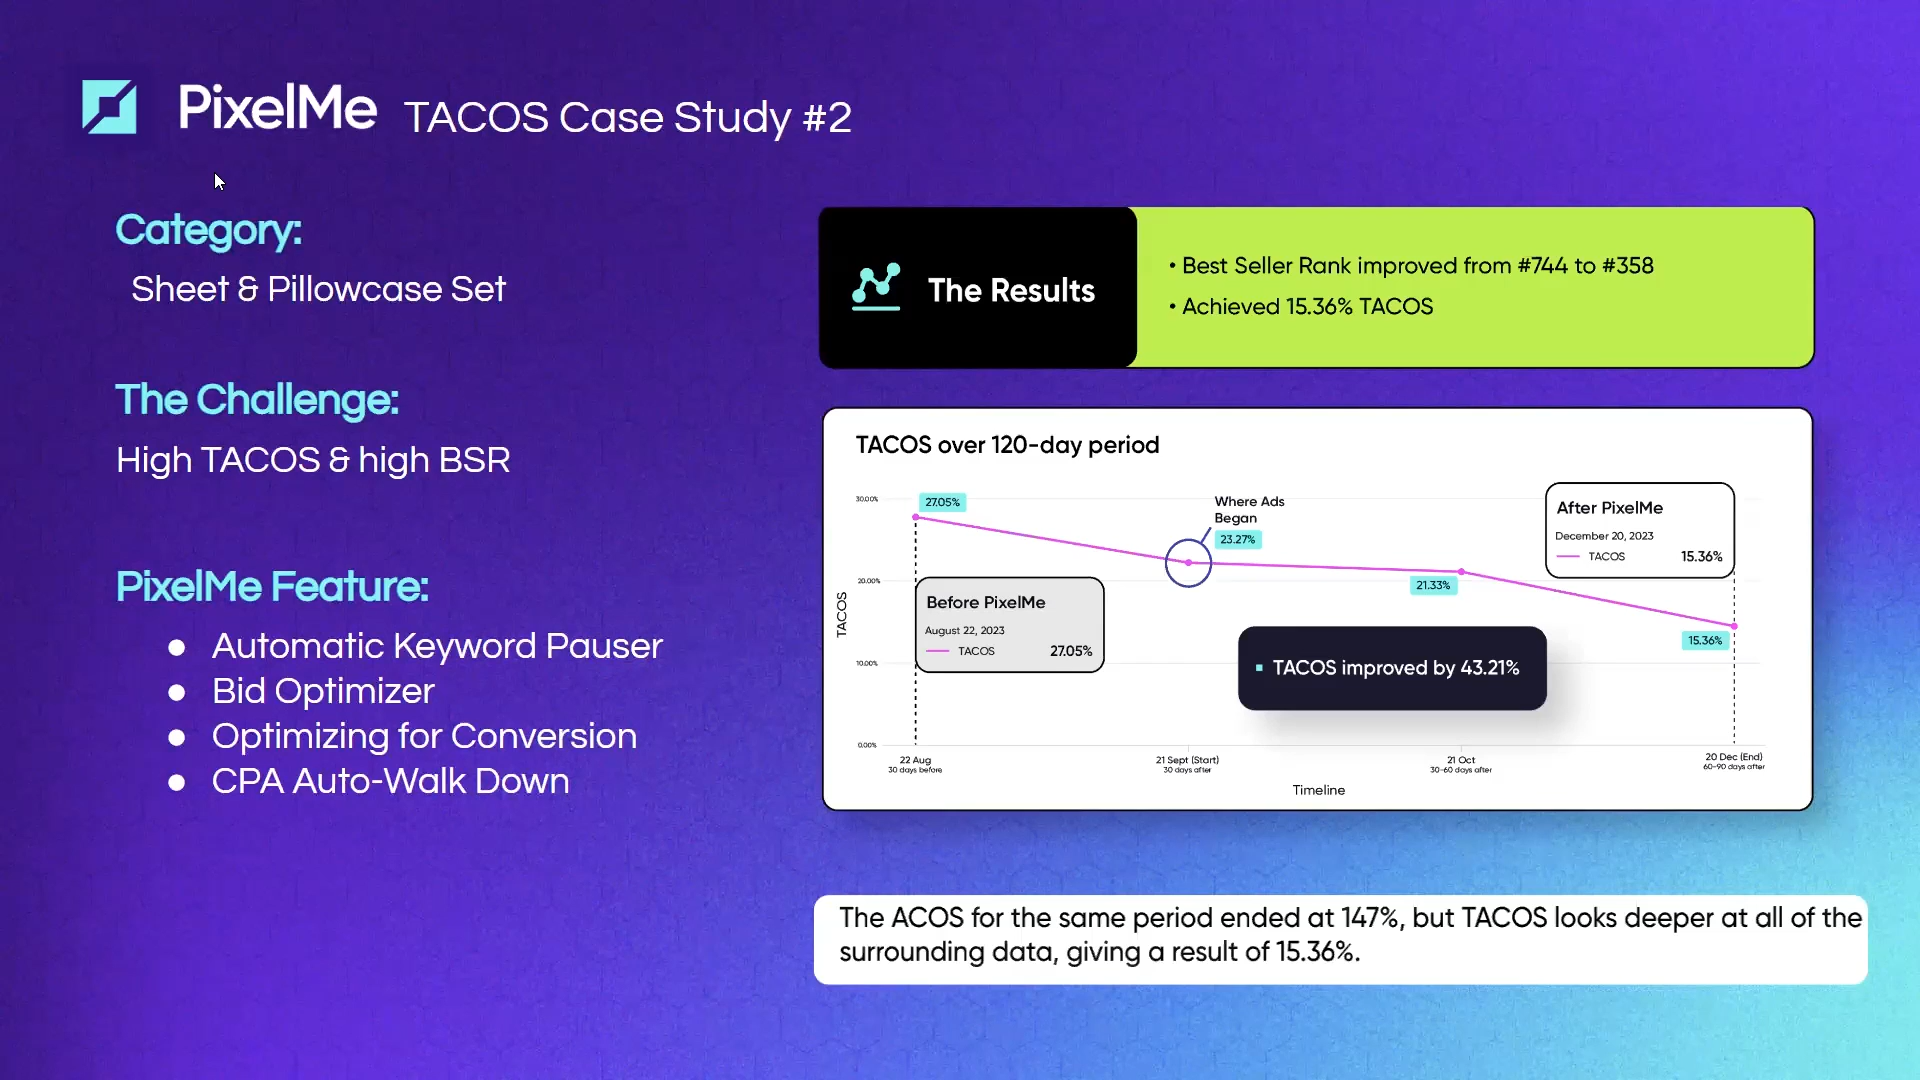 PixelMe TACOS Case Study #2
Category:
Sheet & Pillowcase Set
The Challenge:
High TACOS & high BSR
PixelMe Feature:
● Automatic Keyword Pauser
● Bid Optimizer
● Optimizing for Conversion
● CPA Auto-Walk Down
The Results
• Best Seller Rank improved from #744 to #358
• Achieved 15.36% TACOS
TACOS over 120-day period
30.00%
20.00%
10.00%
0.00%
TACOS
27.05%
Where Ads
Began
23.27%
21.33%
15.36%
Before PixelMe
August 22, 2023
TACOS 27.05%
After PixelMe
December 20, 2023
TACOS 15.36%
▪ TACOS improved by 43.21%
22 Aug
30 days before
21 Sept (Start)
30 days after
21 Oct
30-60 days after
20 Dec (End)
60-90 days after
Timeline
The ACOS for the same period ended at 147%, but TACOS looks deeper at all of the
surrounding data, giving a result of 15.36%.